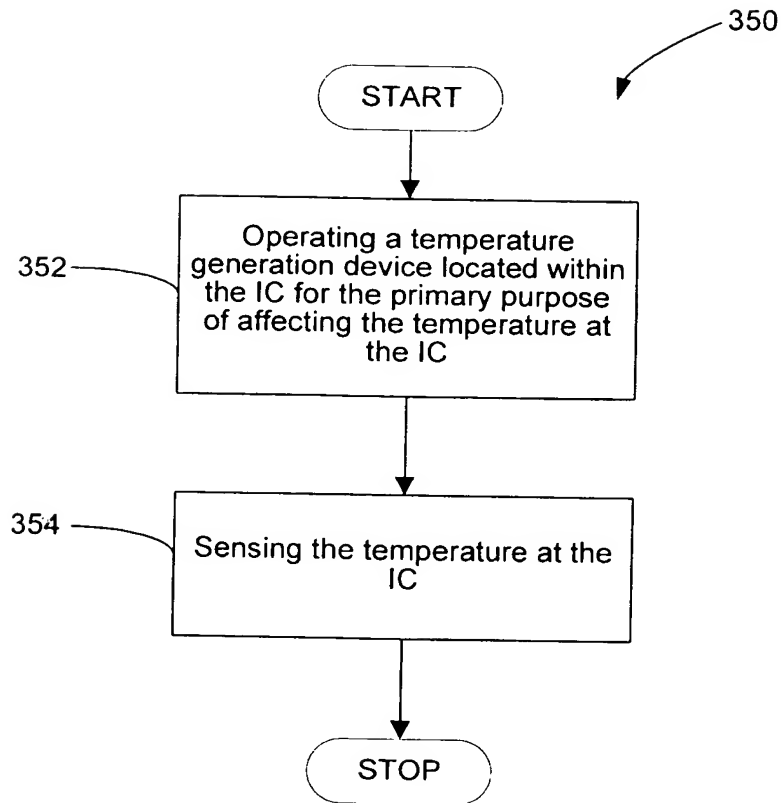 350
START
352
Operating a temperature
generation device located within
the IC for the primary purpose
of affecting the temperature at
the IC
354
Sensing the temperature at the
IC
STOP